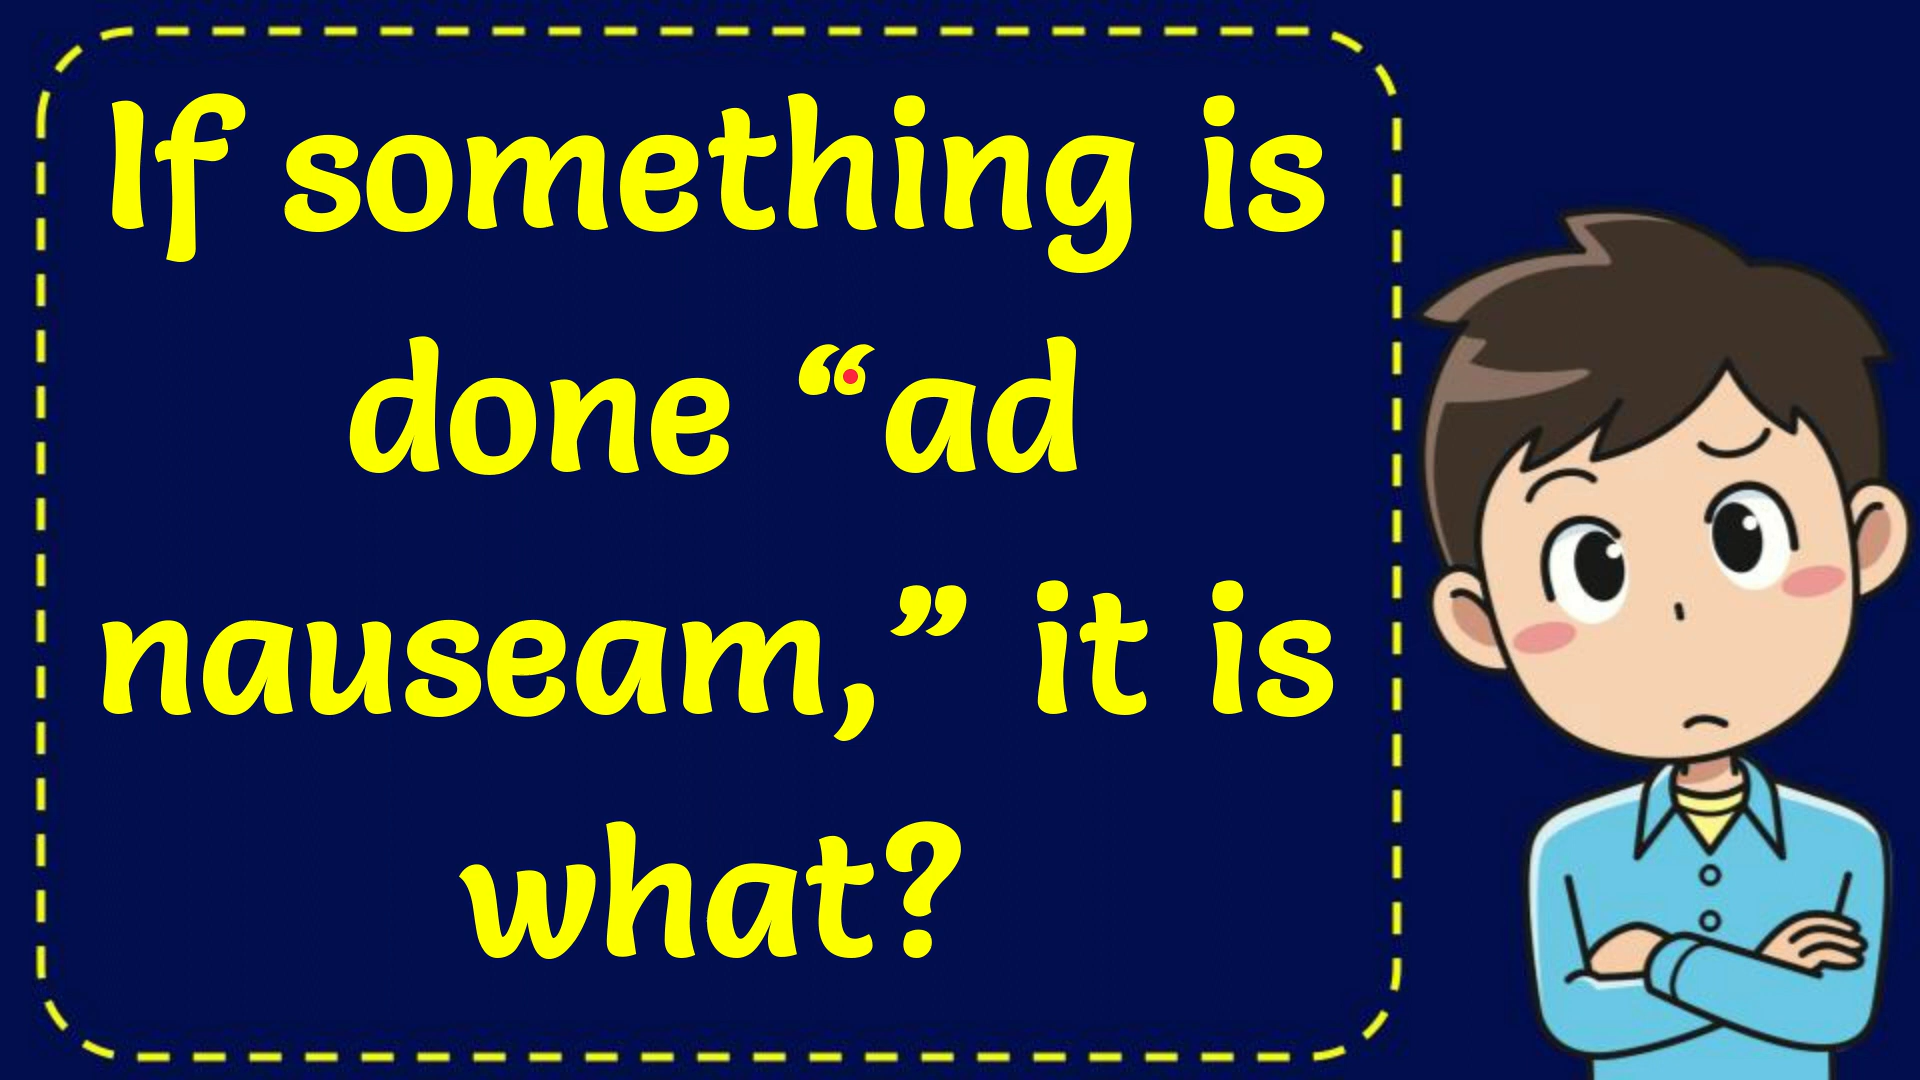 If something is
done “ad
nauseam,” it is
what?